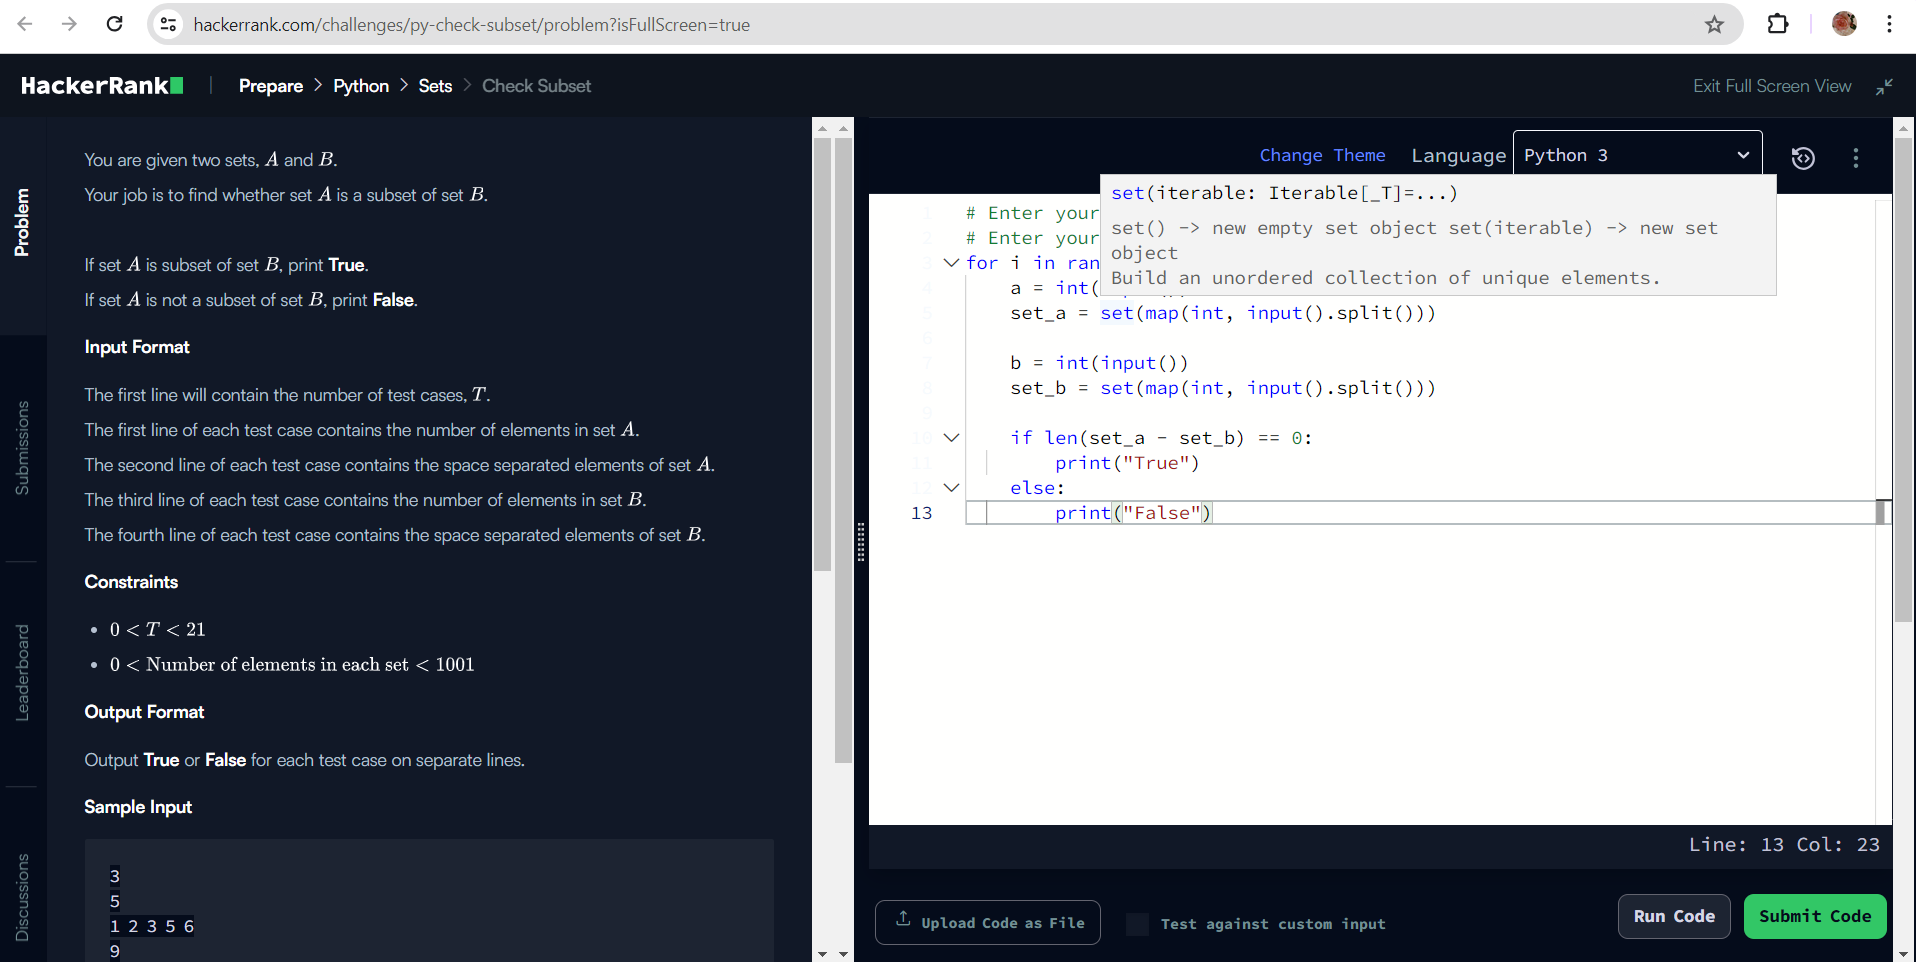 hackerrank.com/challenges/py-check-subset/problem?isFullScreen=true
HackerRank
Prepare > Python > Sets > Check Subset
Exit Full Screen View
Problem
Submissions
Leaderboard
Discussions
You are given two sets, A and B.
Your job is to find whether set A is a subset of set B.
If set A is subset of set B, print True.
If set A is not a subset of set B, print False.
Input Format
The first line will contain the number of test cases, T.
The first line of each test case contains the number of elements in set A.
The second line of each test case contains the space separated elements of set A.
The third line of each test case contains the number of elements in set B.
The fourth line of each test case contains the space separated elements of set B.
Constraints
• 0 < T < 21
• 0 < Number of elements in each set < 1001
Output Format
Output True or False for each test case on separate lines.
Sample Input
3
5
1 2 3 5 6
9
Change Theme Language Python 3
set(iterable: Iterable[_T]=...)
set() -> new empty set object set(iterable) -> new set
object
Build an unordered collection of unique elements.
1 # Enter your
2 # Enter your
3 for i in ran
4 a = int(
5 set_a = set(map(int, input().split()))
6
7 b = int(input())
8 set_b = set(map(int, input().split()))
9
10 if len(set_a - set_b) == 0:
11 print("True")
12 else:
13 print("False")
Line: 13 Col: 23
Upload Code as File
Test against custom input
Run Code
Submit Code